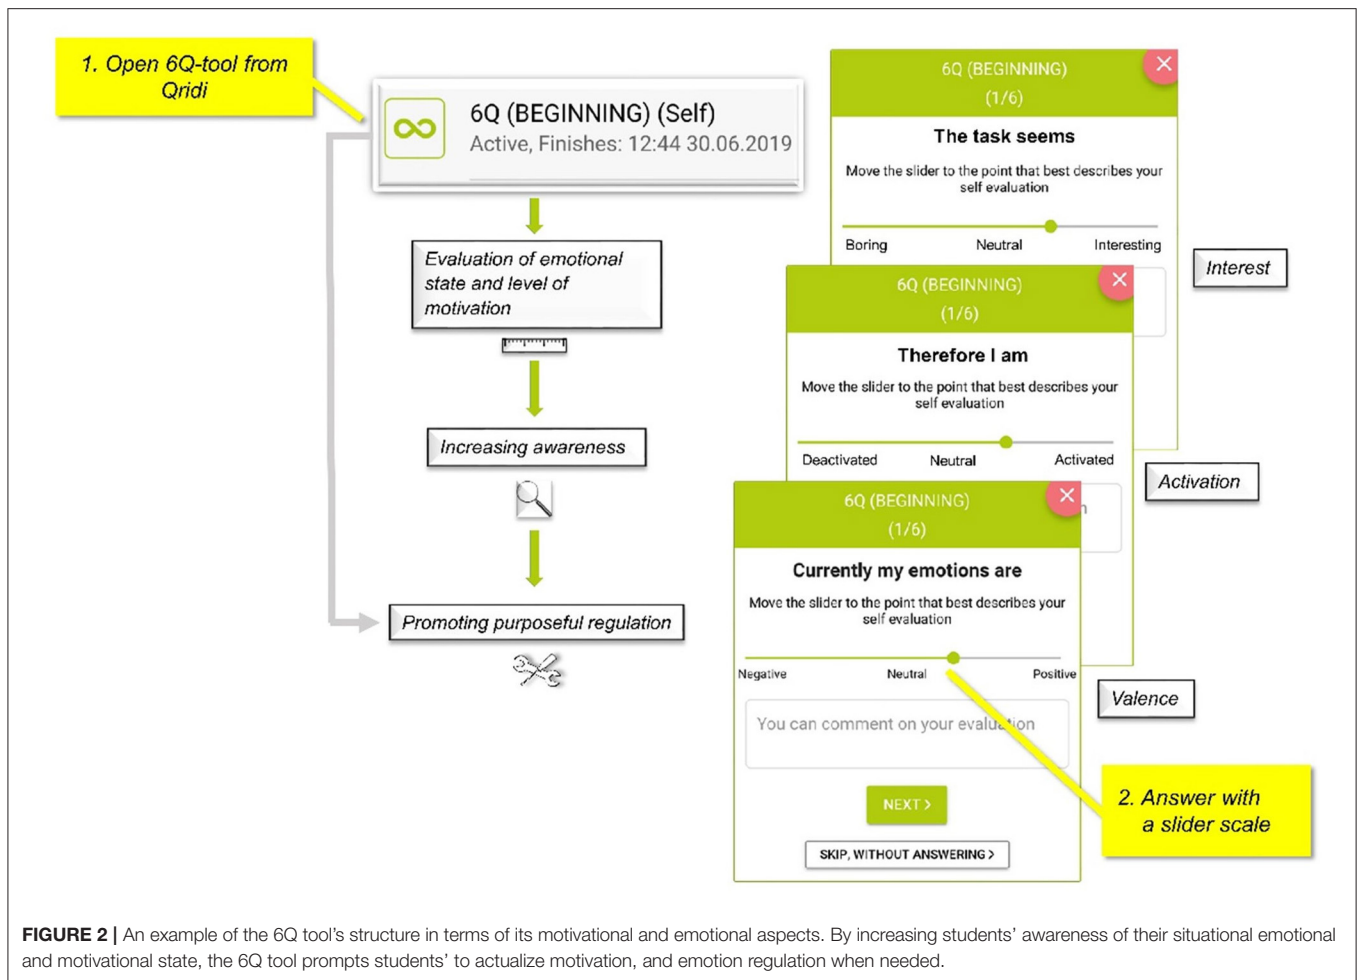 1. Open 6Q-tool from
Qridi
6Q (BEGINNING) (Self)
Active, Finishes: 12:44 30.06.2019
Evaluation of emotional
state and level of
motivation
Increasing awareness
Promoting purposeful regulation
6Q (BEGINNING)
(1/6)
The task seems
Move the slider to the point that best describes your
self evaluation
Boring Neutral Interesting
Interest
6Q (BEGINNING)
(1/6)
Therefore I am
Move the slider to the point that best describes your
self evaluation
Deactivated Neutral Activated
Activation
6Q (BEGINNING)
(1/6)
Currently my emotions are
Move the slider to the point that best describes your
self evaluation
Negative Neutral Positive
Valence
You can comment on your evaluation
NEXT >
SKIP, WITHOUT ANSWERING >
2. Answer with
a slider scale
FIGURE 2 | An example of the 6Q tool’s structure in terms of its motivational and emotional aspects. By increasing students’ awareness of their situational emotional
and motivational state, the 6Q tool prompts students’ to actualize motivation, and emotion regulation when needed.